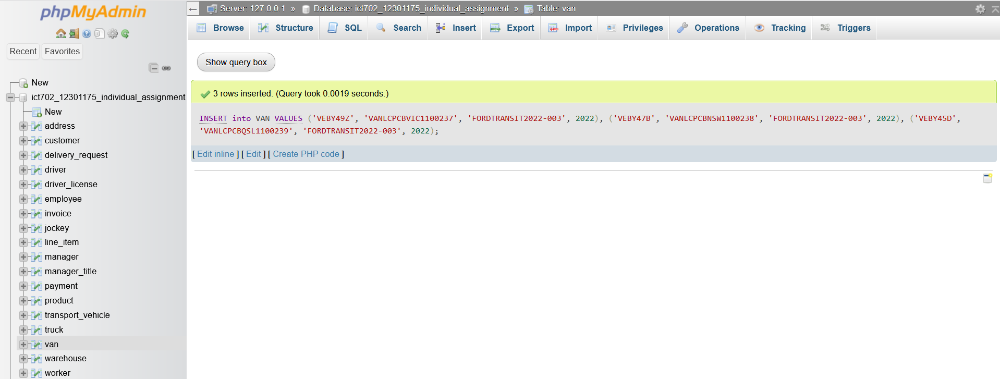 phpMyAdmin
Recent Favorites
New
ict702_12301175_individual_assignment
New
address
customer
delivery_request
driver
driver_license
employee
invoice
jockey
line_item
manager
manager_title
payment
product
transport_vehicle
truck
van
warehouse
worker
← Server: 127.0.0.1 » Database: ict702_12301175_individual_assignment » Table: van
Browse Structure SQL Search Insert Export Import Privileges Operations Tracking Triggers
Show query box
3 rows inserted. (Query took 0.0019 seconds.)
INSERT into VAN VALUES ('VEBY49Z', 'VANLCPCBVIC1100237', 'FORDTRANSIT2022-003', 2022), ('VEBY47B', 'VANLCPCBNSW1100238', 'FORDTRANSIT2022-003', 2022), ('VEBY45D',
'VANLCPCBQSL1100239', 'FORDTRANSIT2022-003', 2022);
[ Edit inline ] [ Edit ] [ Create PHP code ]